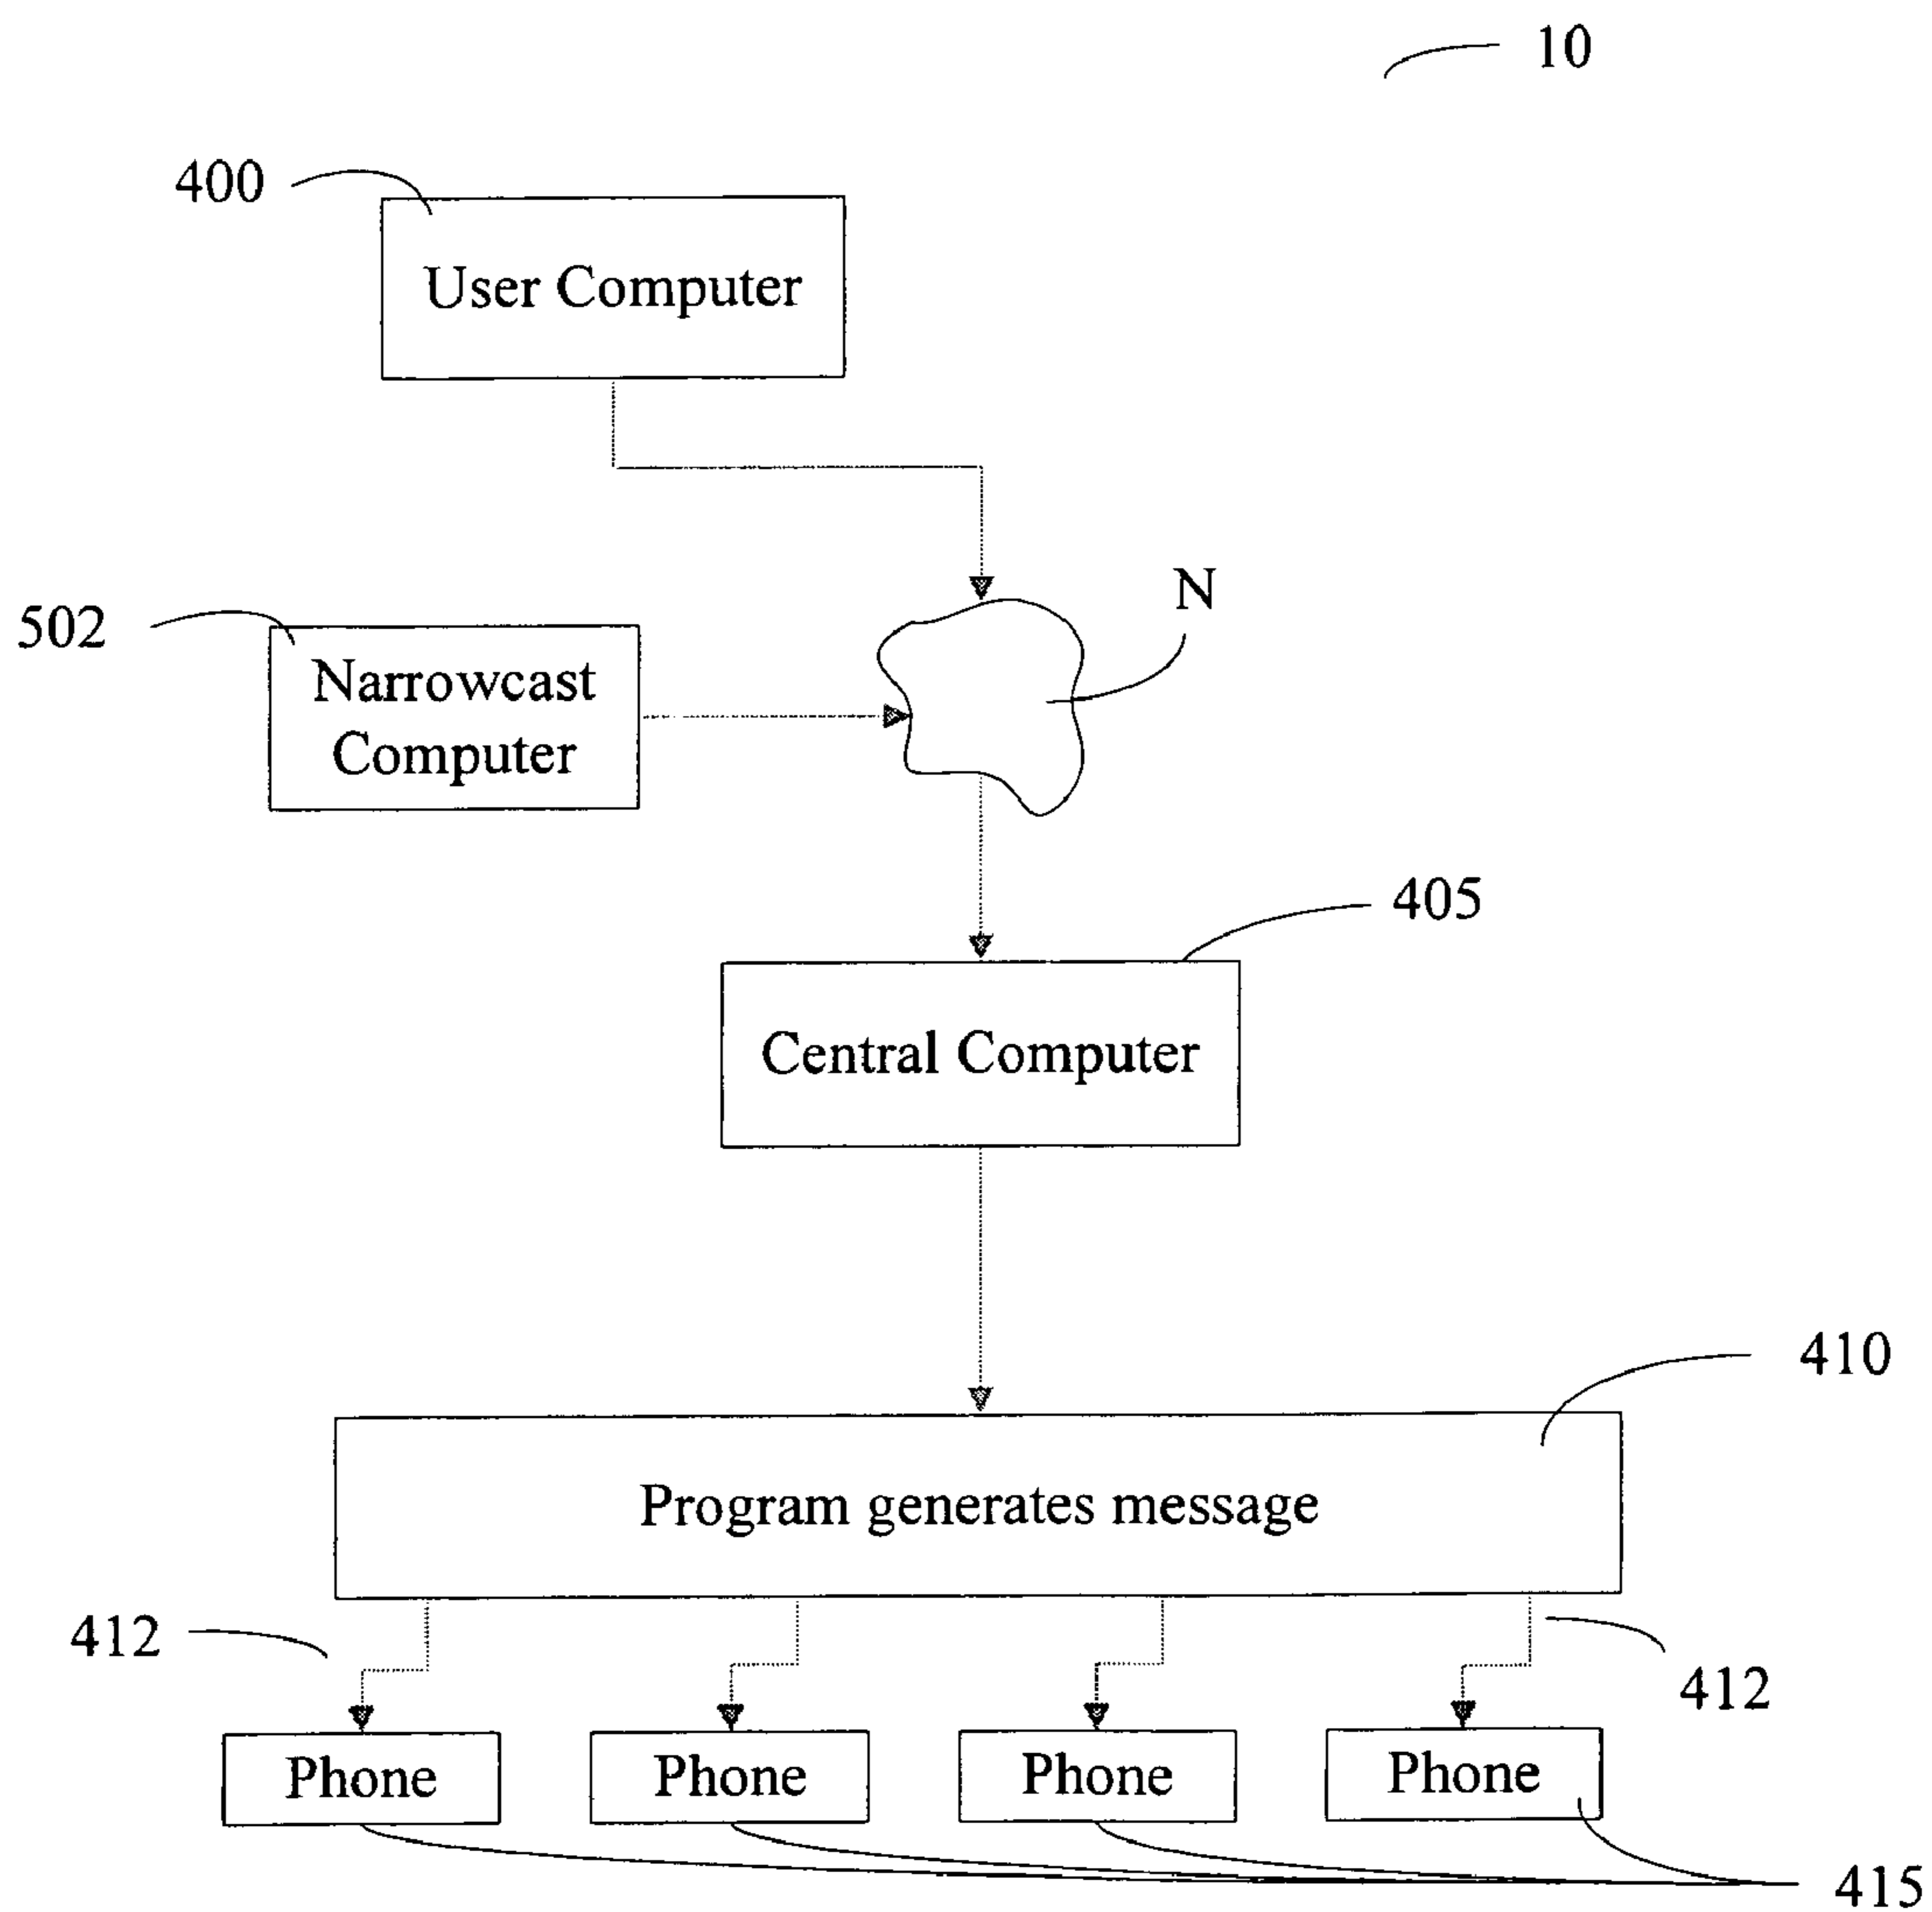 10
400
User Computer
N
502
Narrowcast
Computer
405
Central Computer
410
Program generates message
412
412
Phone
Phone
Phone
Phone
415